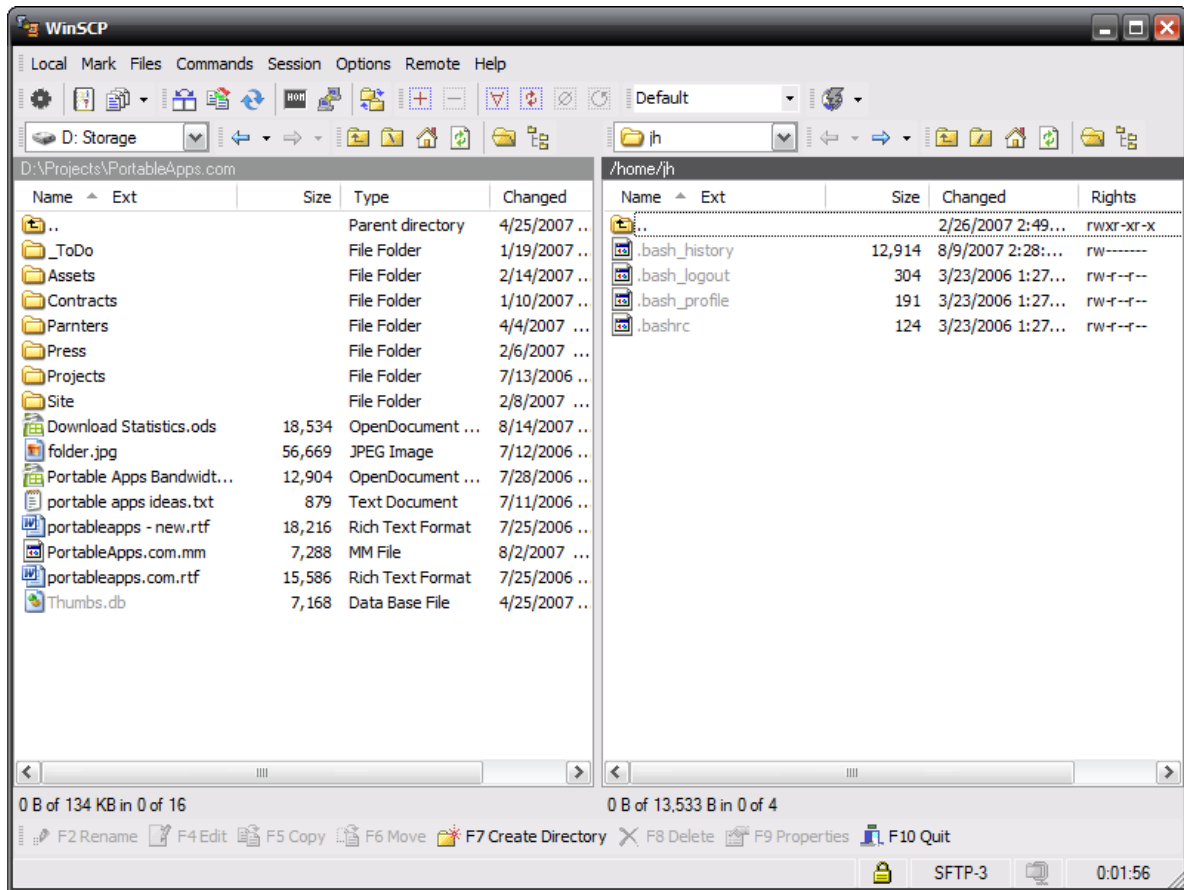 WinSCP
Local Mark Files Commands Session Options Remote Help
Default
D: Storage jh
D:\Projects\PortableApps.com /home/jh
Name Ext Size Type Changed Name Ext Size Changed Rights
.. Parent directory 4/25/2007 ... .. 2/26/2007 2:49... rwxr-xr-x
_ToDo File Folder 1/19/2007 ... .bash_history 12,914 8/9/2007 2:28:... rw-------
Assets File Folder 2/14/2007 ... .bash_logout 304 3/23/2006 1:27... rw-r--r--
Contracts File Folder 1/10/2007 ... .bash_profile 191 3/23/2006 1:27... rw-r--r--
Parnters File Folder 4/4/2007 ... .bashrc 124 3/23/2006 1:27... rw-r--r--
Press File Folder 2/6/2007 ...
Projects File Folder 7/13/2006 ...
Site File Folder 2/8/2007 ...
Download Statistics.ods 18,534 OpenDocument ... 8/14/2007 ...
folder.jpg 56,669 JPEG Image 7/12/2006 ...
Portable Apps Bandwidt... 12,904 OpenDocument ... 7/28/2006 ...
portable apps ideas.txt 879 Text Document 7/11/2006 ...
portableapps - new.rtf 18,216 Rich Text Format 7/25/2006 ...
PortableApps.com.mm 7,288 MM File 8/2/2007 ...
portableapps.com.rtf 15,586 Rich Text Format 7/25/2006 ...
Thumbs.db 7,168 Data Base File 4/25/2007 ...
0 B of 134 KB in 0 of 16 0 B of 13,533 B in 0 of 4
F2 Rename F4 Edit F5 Copy F6 Move F7 Create Directory F8 Delete F9 Properties F10 Quit
SFTP-3 0:01:56